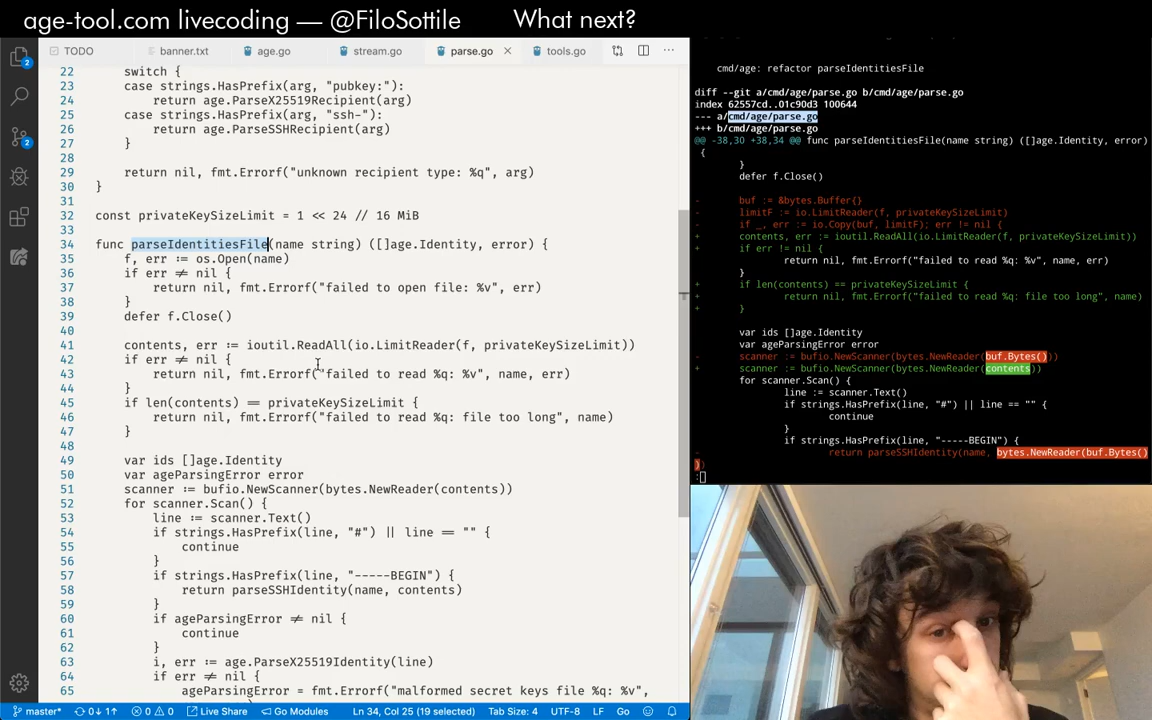 age-tool.com livecoding — @FiloSottile What next?
TODO banner.txt age.go stream.go parse.go tools.go
22 switch {
23 case strings.HasPrefix(arg, "pubkey:"):
24 return age.ParseX25519Recipient(arg)
25 case strings.HasPrefix(arg, "ssh-"):
26 return age.ParseSSHRecipient(arg)
27 }
28
29 return nil, fmt.Errorf("unknown recipient type: %q", arg)
30 }
31
32 const privateKeySizeLimit = 1 << 24 // 16 MiB
33
34 func parseIdentitiesFile(name string) ([]age.Identity, error) {
35 f, err := os.Open(name)
36 if err ≠ nil {
37 return nil, fmt.Errorf("failed to open file: %v", err)
38 }
39 defer f.Close()
40
41 contents, err := ioutil.ReadAll(io.LimitReader(f, privateKeySizeLimit))
42 if err ≠ nil {
43 return nil, fmt.Errorf("failed to read %q: %v", name, err)
44 }
45 if len(contents) == privateKeySizeLimit {
46 return nil, fmt.Errorf("failed to read %q: file too long", name)
47 }
48
49 var ids []age.Identity
50 var ageParsingError error
51 scanner := bufio.NewScanner(bytes.NewReader(contents))
52 for scanner.Scan() {
53 line := scanner.Text()
54 if strings.HasPrefix(line, "#") || line == "" {
55 continue
56 }
57 if strings.HasPrefix(line, "-----BEGIN") {
58 return parseSSHIdentity(name, contents)
59 }
60 if ageParsingError ≠ nil {
61 continue
62 }
63 i, err := age.ParseX25519Identity(line)
64 if err ≠ nil {
65 ageParsingError = fmt.Errorf("malformed secret keys file %q: %v",
2
2
master* 0↓ 1↑ 0 0 Live Share Go Modules Ln 34, Col 25 (19 selected) Tab Size: 4 UTF-8 LF Go
cmd/age: refactor parseIdentitiesFile
diff --git a/cmd/age/parse.go b/cmd/age/parse.go
index 62557cd..01c90d3 100644
--- a/cmd/age/parse.go
+++ b/cmd/age/parse.go
@@ -38,30 +38,34 @@ func parseIdentitiesFile(name string) ([]age.Identity, error)
{
}
defer f.Close()
- buf := &bytes.Buffer{}
- limitF := io.LimitReader(f, privateKeySizeLimit)
- if _, err := io.Copy(buf, limitF); err != nil {
+ contents, err := ioutil.ReadAll(io.LimitReader(f, privateKeySizeLimit))
+ if err != nil {
return nil, fmt.Errorf("failed to read %q: %v", name, err)
}
+ if len(contents) == privateKeySizeLimit {
+ return nil, fmt.Errorf("failed to read %q: file too long", name)
+ }
var ids []age.Identity
var ageParsingError error
- scanner := bufio.NewScanner(bytes.NewReader(buf.Bytes()))
+ scanner := bufio.NewScanner(bytes.NewReader(contents))
for scanner.Scan() {
line := scanner.Text()
if strings.HasPrefix(line, "#") || line == "" {
continue
}
if strings.HasPrefix(line, "-----BEGIN") {
- return parseSSHIdentity(name, bytes.NewReader(buf.Bytes()
))
: